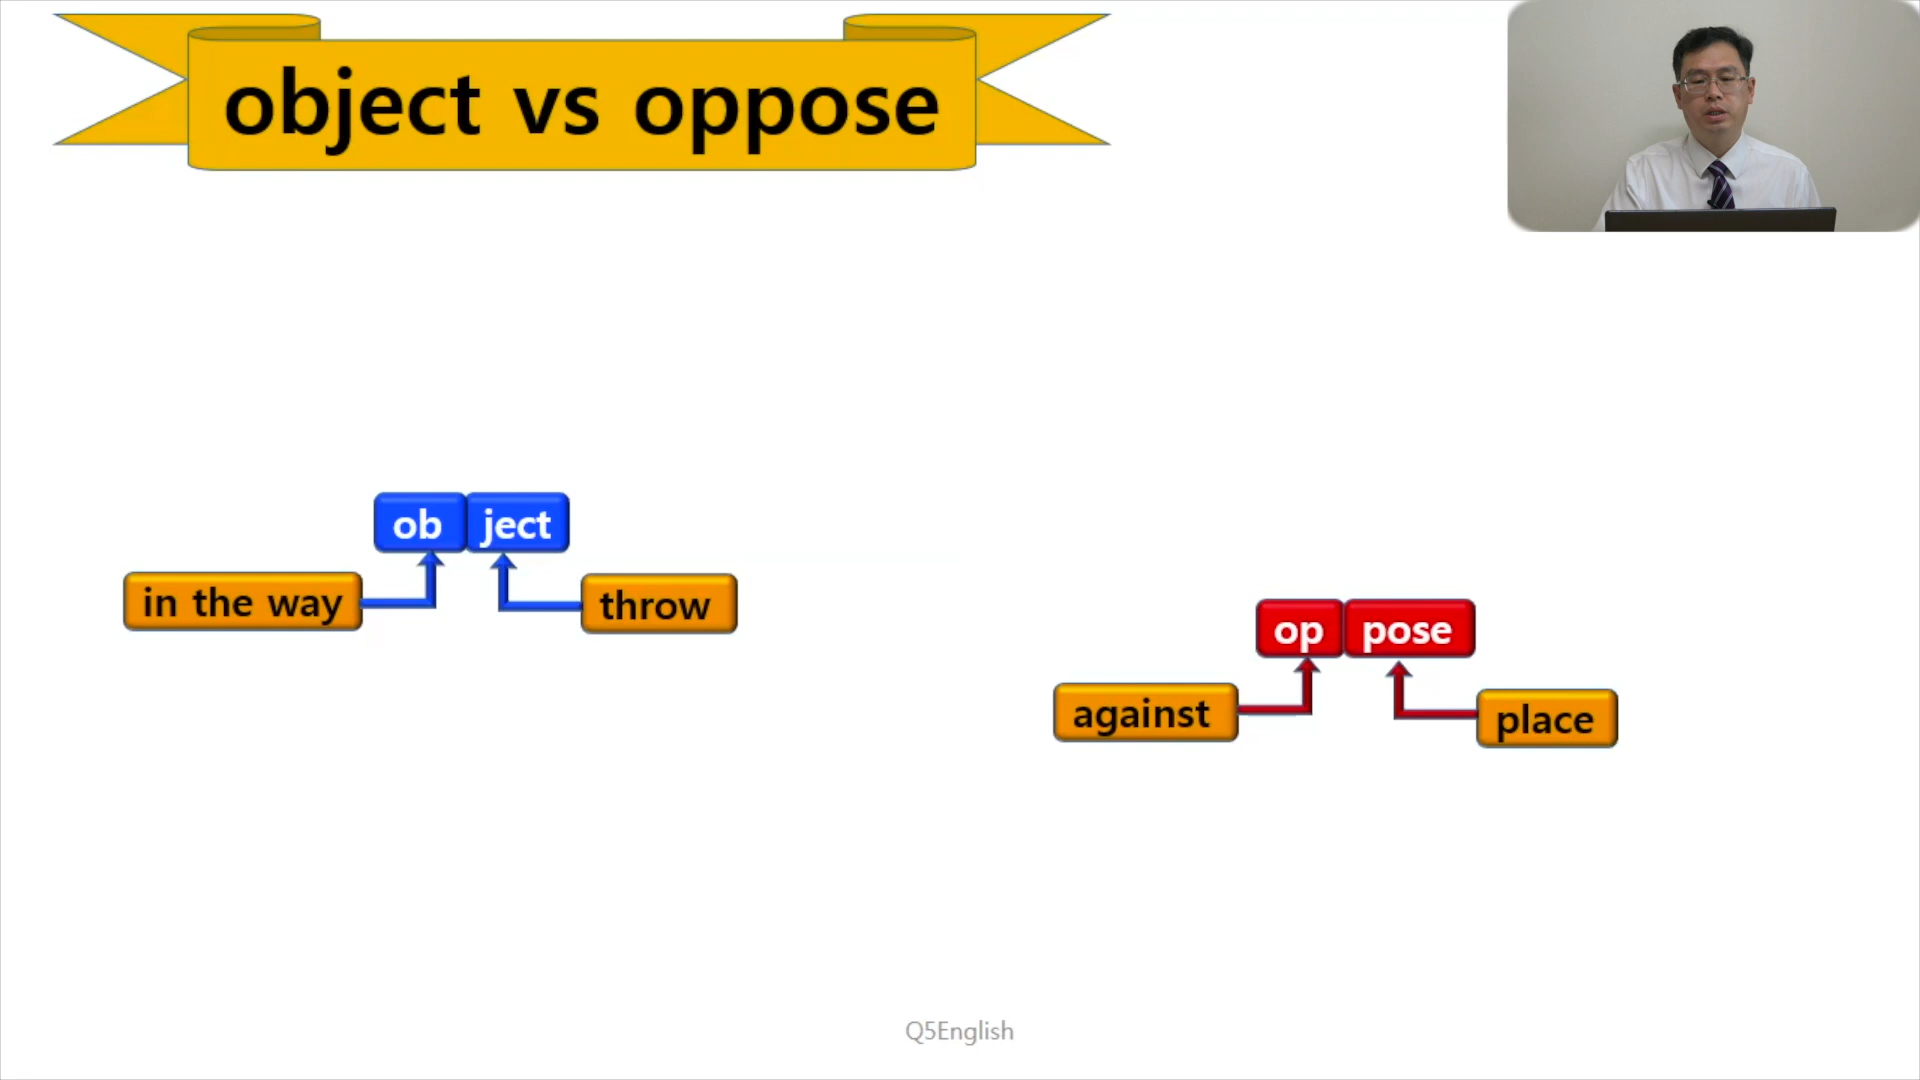 object vs oppose
ob ject
in the way throw
op pose
against place
Q5English